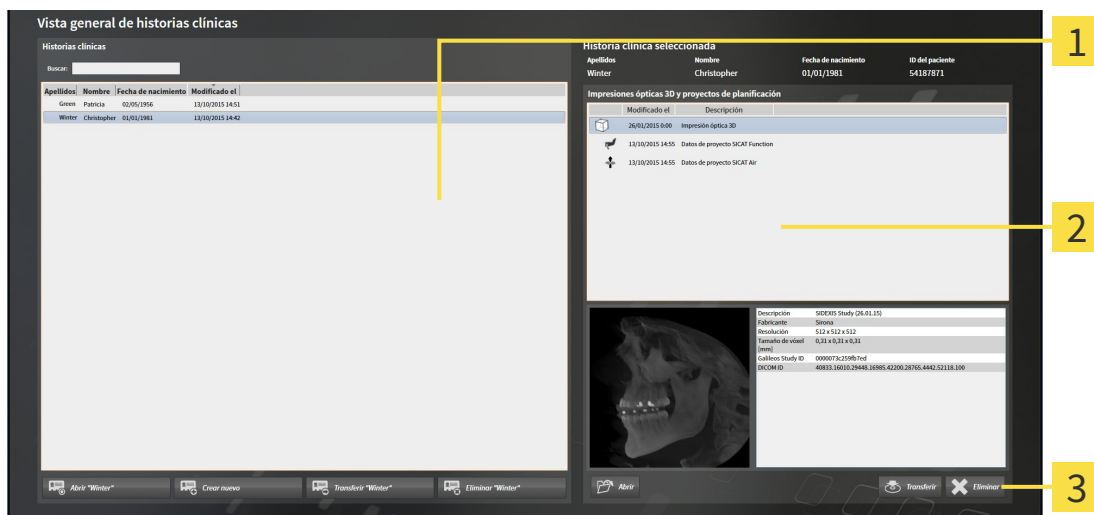 Vista general de historias clínicas
Historias clínicas
Buscar:
Apellidos Nombre Fecha de nacimiento Modificado el
Green Patricia 02/05/1956 13/10/2015 14:51
Winter Christopher 01/01/1981 13/10/2015 14:42
Abrir "Winter"
Crear nuevo
Transferir "Winter"
Eliminar "Winter"
Historia clínica seleccionada
Apellidos Nombre Fecha de nacimiento ID del paciente
Winter Christopher 01/01/1981 54187871
Impresiones ópticas 3D y proyectos de planificación
Modificado el Descripción
26/01/2015 0:00 Impresión óptica 3D
13/10/2015 14:55 Datos de proyecto SICAT Function
13/10/2015 14:55 Datos de proyecto SICAT Air
Descripción SIDEXIS Study (26.01.15)
Fabricante Sirona
Resolución 512 x 512 x 512
Tamaño de vóxel 0,31 x 0,31 x 0,31
[mm]
Galileos Study ID 0000073c259fb7ed
DICOM ID 40833.16010.29448.16985.42200.28765.4442.52118.100
Abrir
Transferir
Eliminar
1
2
3